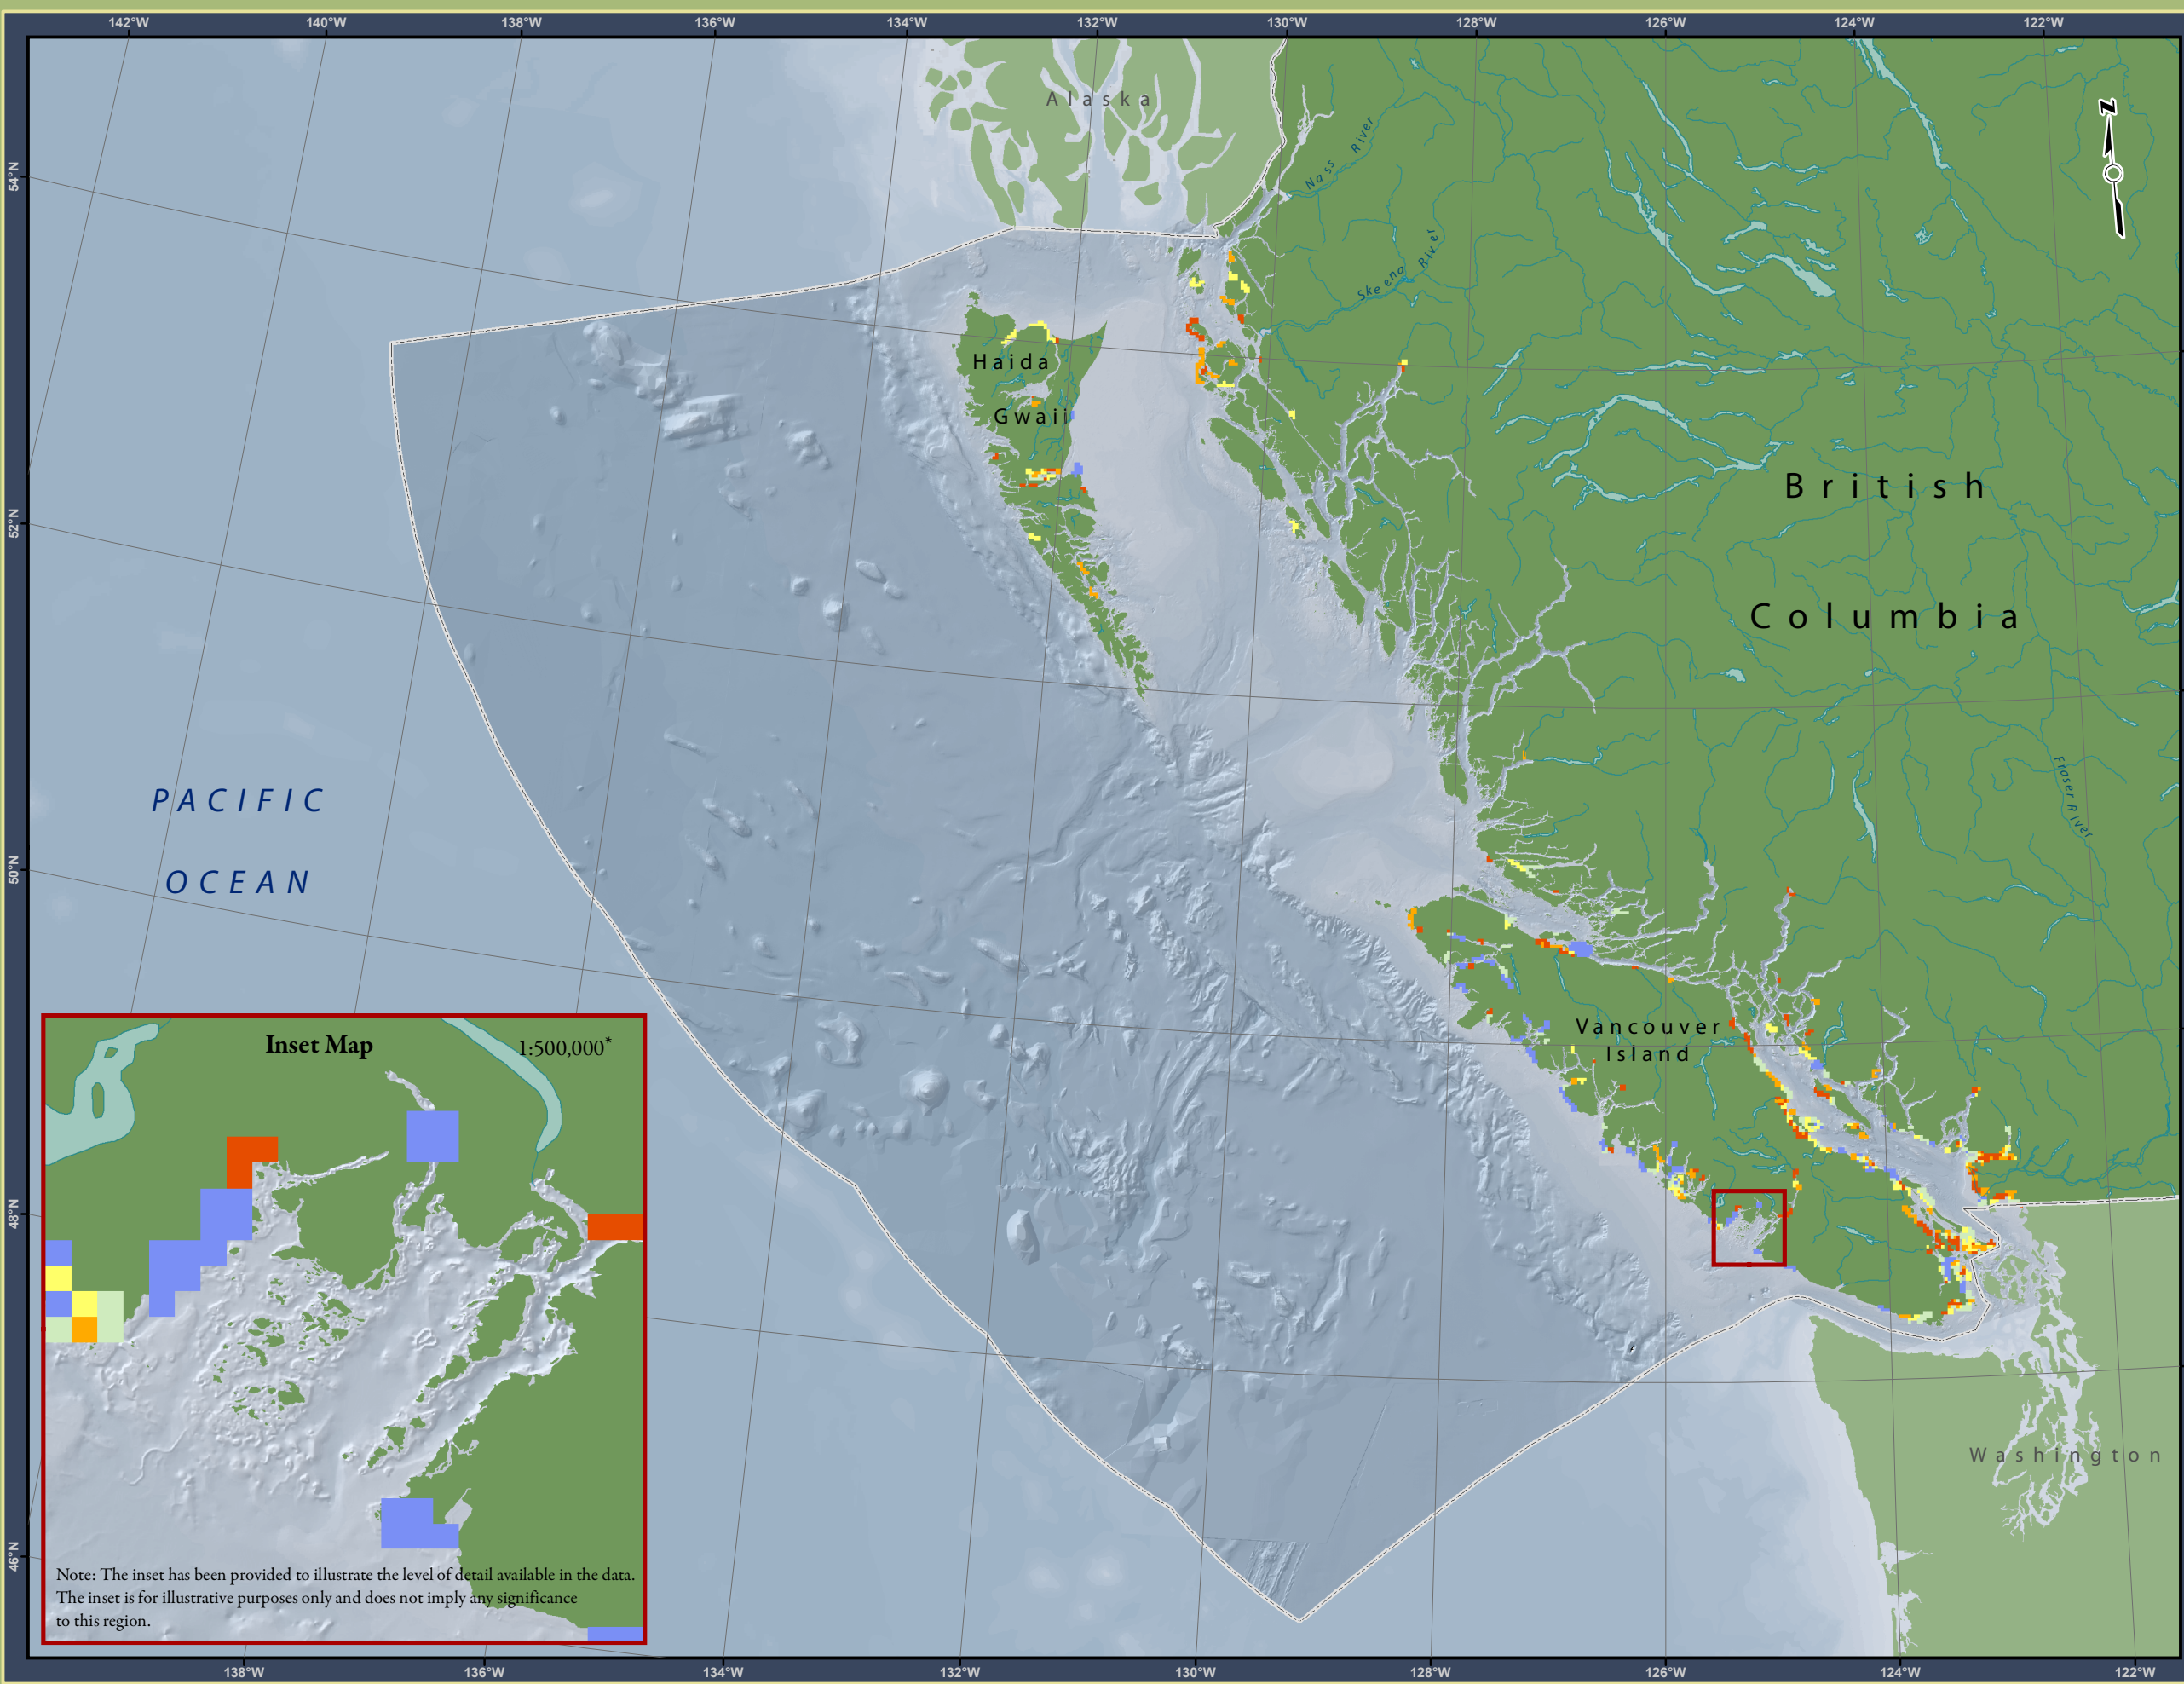 142°W 140°W 138°W 136°W 134°W 132°W 130°W 128°W 126°W 124°W 122°W
Alaska
N
Nass River
54°N
Skeena River
Haida
Gwaii
British
52°N
Columbia
PACIFIC
Fraser River
OCEAN
50°N
Vancouver
Island
Inset Map
1:500,000*
48°N
Washington
46°N
Note: The inset has been provided to illustrate the level of detail available in the data.
The inset is for illustrative purposes only and does not imply any significance
to this region.
138°W 136°W 134°W 132°W 130°W 128°W 126°W 124°W 122°W